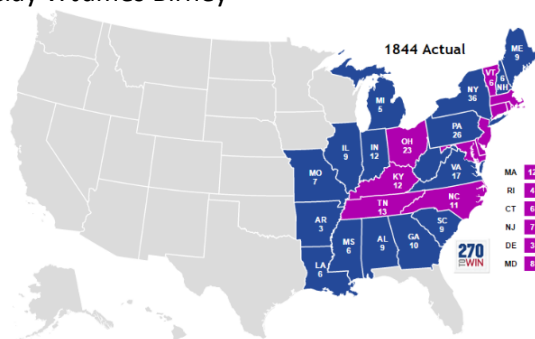 1844 Actual
ME
9
VT
6
6
NH
NY
36
MI
5
PA
26
OH
23
IL
9
IN
12
MO
7
VA
17
KY
12
NC
11
TN
13
AR
3
SC
9
MS
6
AL
9
GA
10
LA
6
MA 12
RI 4
CT 6
NJ 7
DE 3
MD 8
270
TO WIN